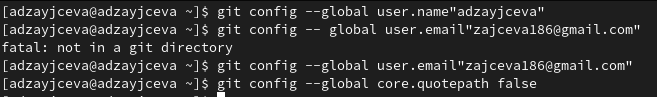 [adzayjceva@adzayjceva ~]$ git config --global user.name"adzayjceva"
[adzayjceva@adzayjceva ~]$ git config -- global user.email"zajceva186@gmail.com"
fatal: not in a git directory
[adzayjceva@adzayjceva ~]$ git config --global user.email"zajceva186@gmail.com"
[adzayjceva@adzayjceva ~]$ git config --global core.quotepath false